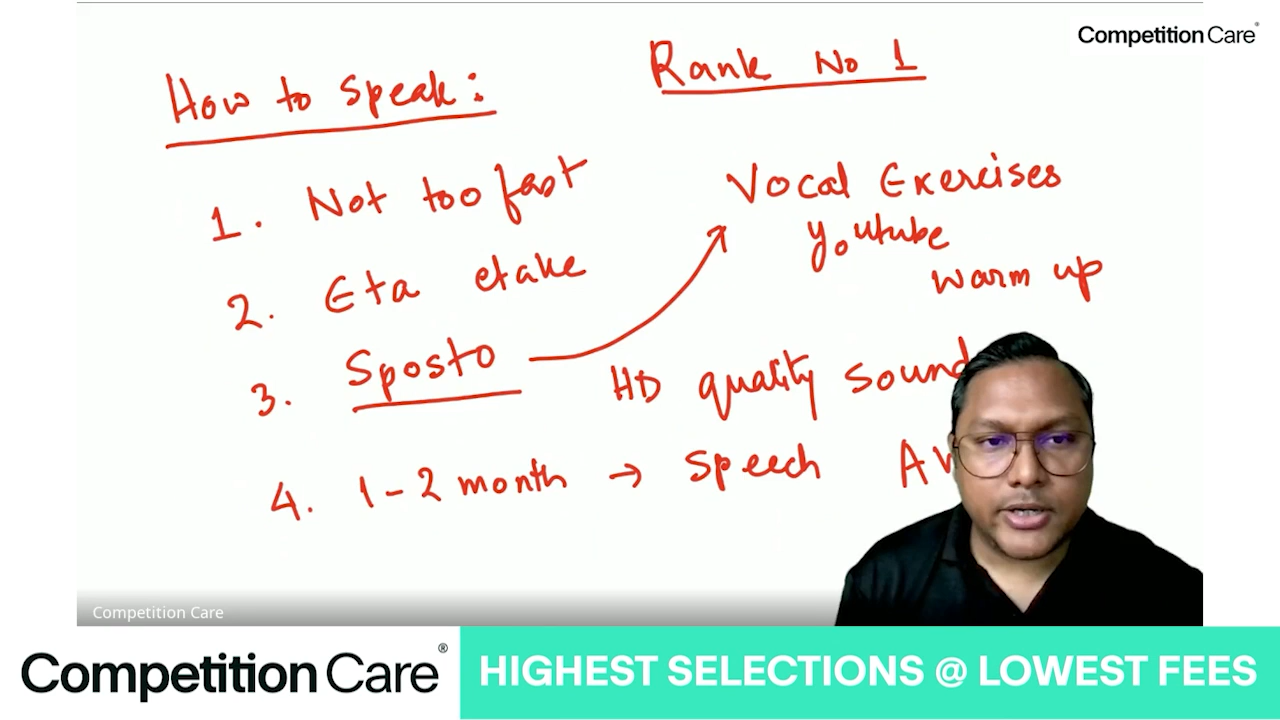 Competition Care
How to speak:
Rank No 1
1. Not too fast
2. Eta etake
3. Sposto
4. 1-2 month → Speech
Vocal Exercises
Youtube
warm up
HD quality sound
Competition Care
Competition Care®
HIGHEST SELECTIONS @ LOWEST FEES